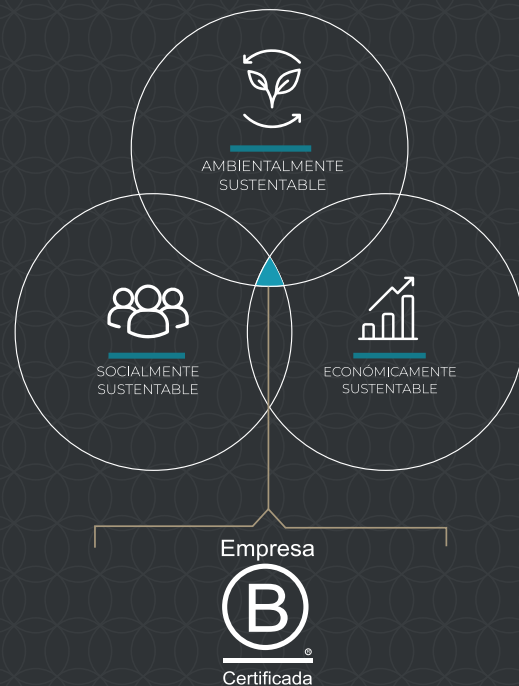 AMBIENTALMENTE
SUSTENTABLE
SOCIALMENTE
SUSTENTABLE
ECONÓMICAMENTE
SUSTENTABLE
Empresa
B
®
Certificada